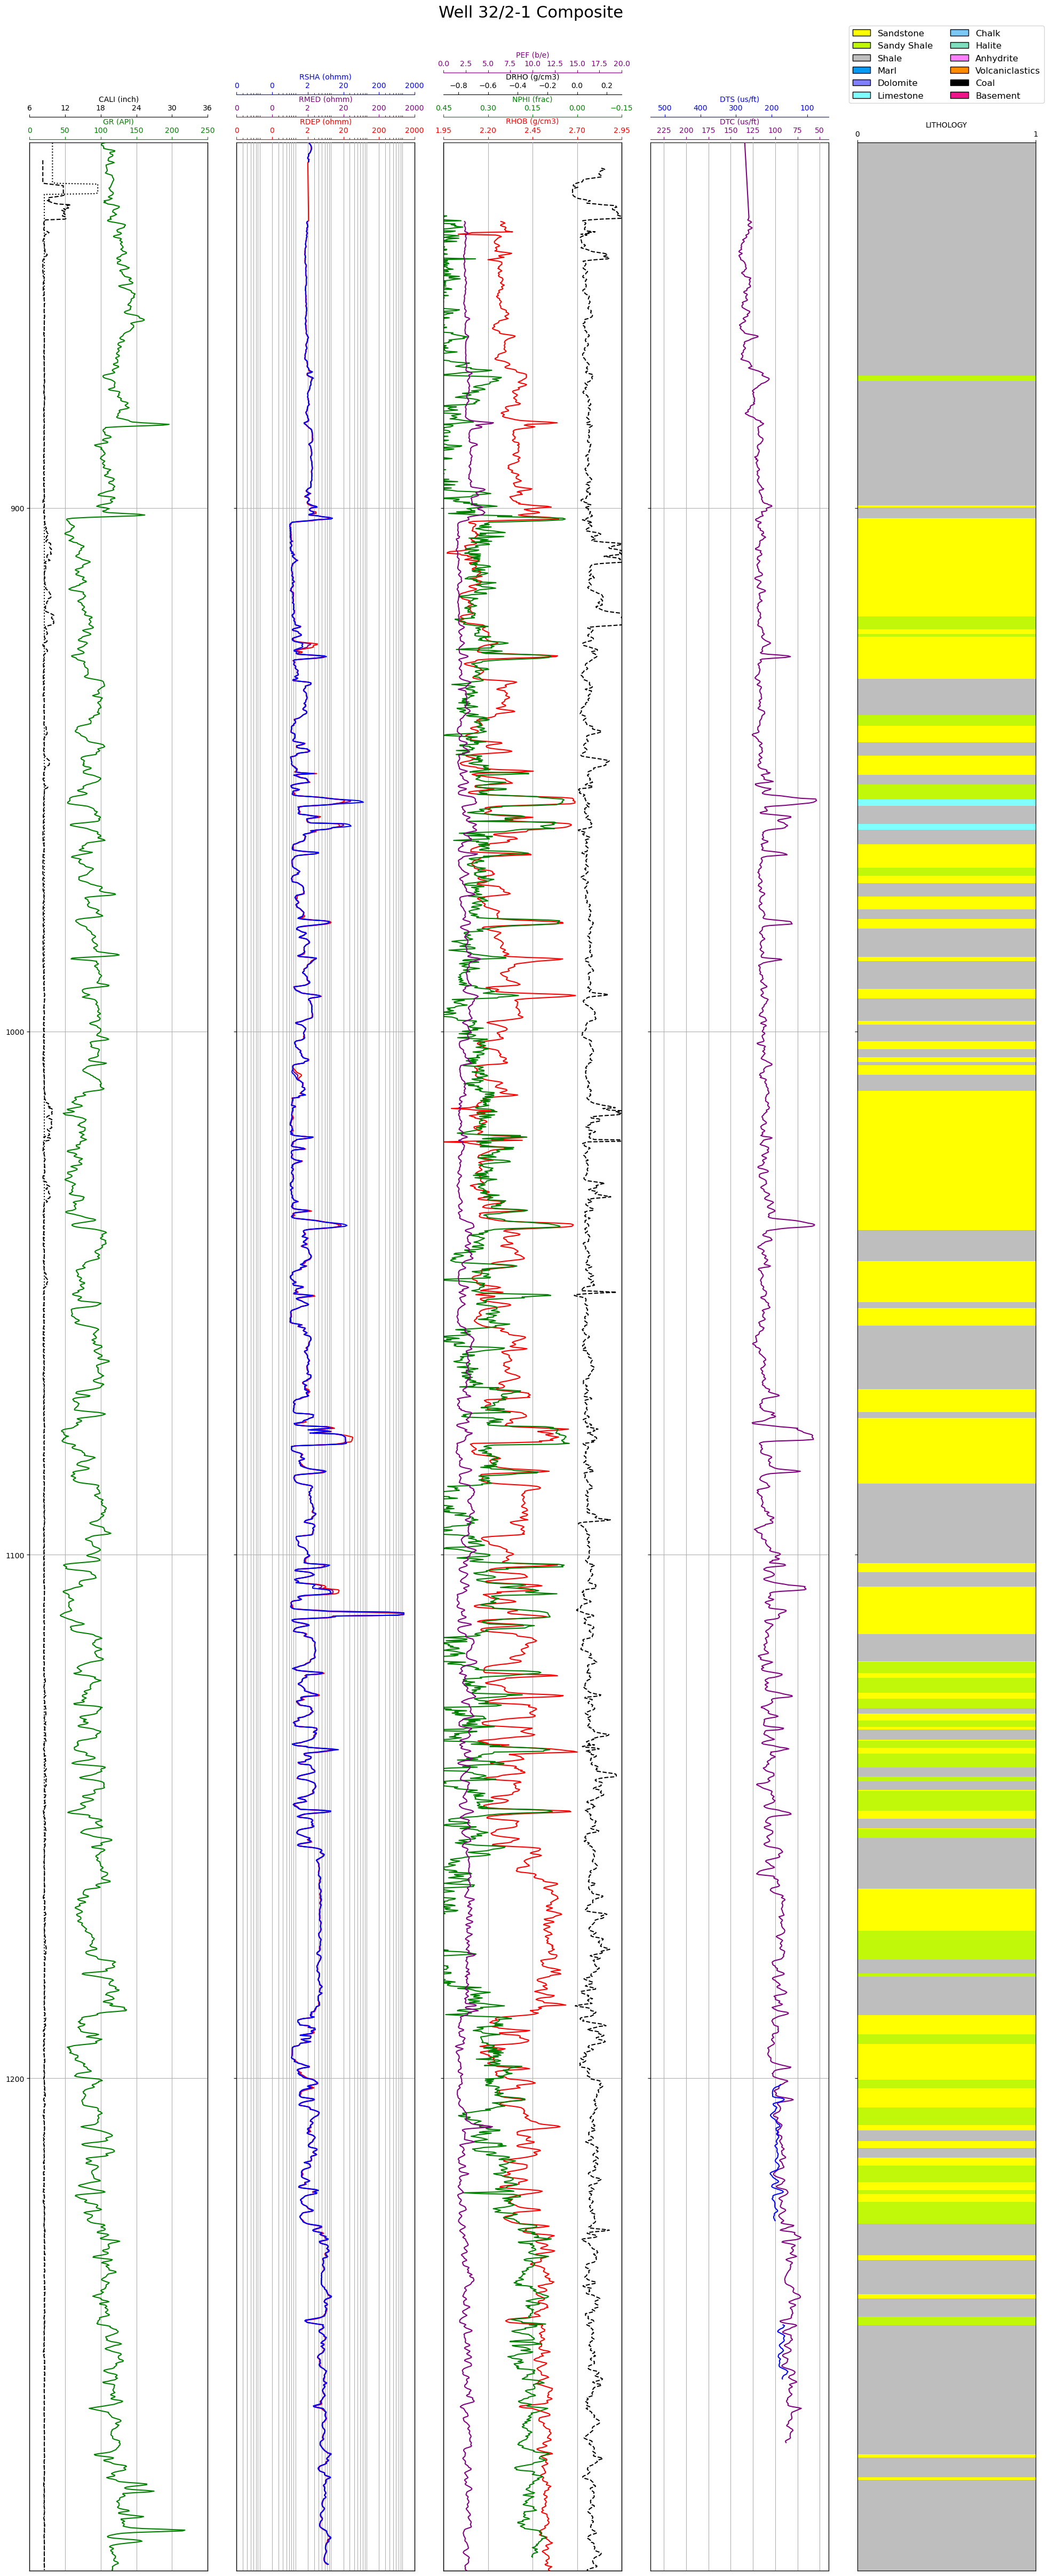 Well 32/2-1 Composite
Sandstone Chalk
Sandy Shale Halite
Shale Anhydrite
Marl Volcaniclastics
Dolomite Coal
Limestone Basement
PEF (b/e)
0.0 2.5 5.0 7.5 10.0 12.5 15.0 17.5 20.0
RSHA (ohmm) DRHO (g/cm3)
0 0 2 20 200 2000 −0.8 −0.6 −0.4 −0.2 0.0 0.2
CALI (inch) RMED (ohmm) NPHI (frac) DTS (us/ft)
6 12 18 24 30 36 0 0 2 20 200 2000 0.45 0.30 0.15 0.00 −0.15 500 400 300 200 100
GR (API) RDEP (ohmm) RHOB (g/cm3) DTC (us/ft) LITHOLOGY
0 50 100 150 200 250 0 0 2 20 200 2000 1.95 2.20 2.45 2.70 2.95 225 200 175 150 125 100 75 50 0 1
900
1000
1100
1200